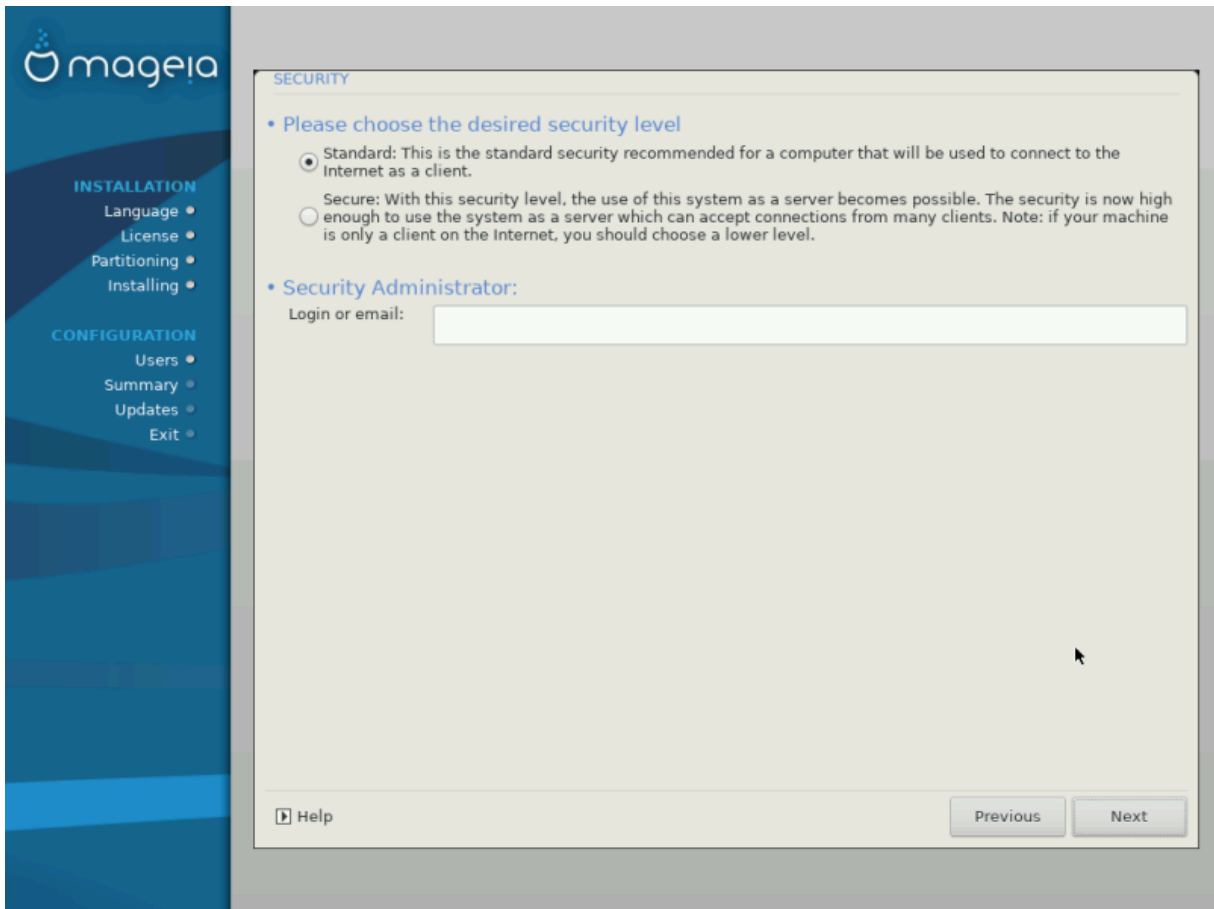 mageia
INSTALLATION
Language
License
Partitioning
Installing
CONFIGURATION
Users
Summary
Updates
Exit
SECURITY
• Please choose the desired security level
Standard: This is the standard security recommended for a computer that will be used to connect to the
Internet as a client.
Secure: With this security level, the use of this system as a server becomes possible. The security is now high
enough to use the system as a server which can accept connections from many clients. Note: if your machine
is only a client on the Internet, you should choose a lower level.
• Security Administrator:
Login or email:
Help
Previous
Next